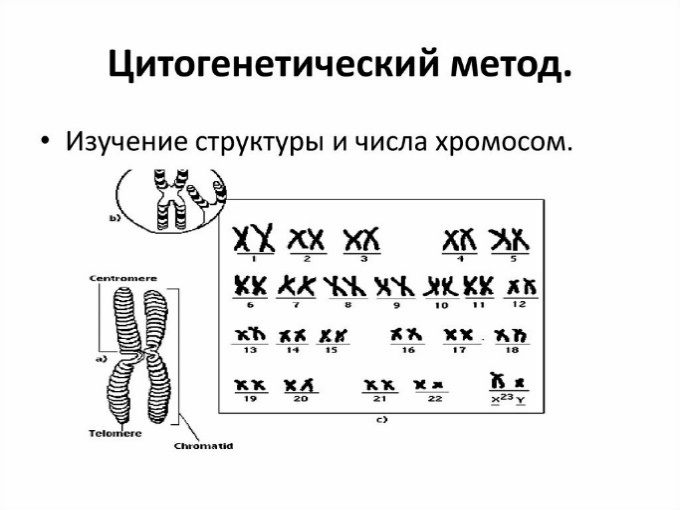 Цитогенетический метод.
• Изучение структуры и числа хромосом.
b)
1 2 3 4 5
Centromere
6 7 8 9 10 11 12
13 14 15 16 17 18
a)
19 20 21 22 X 23 Y
c)
Telomere
Chromatid